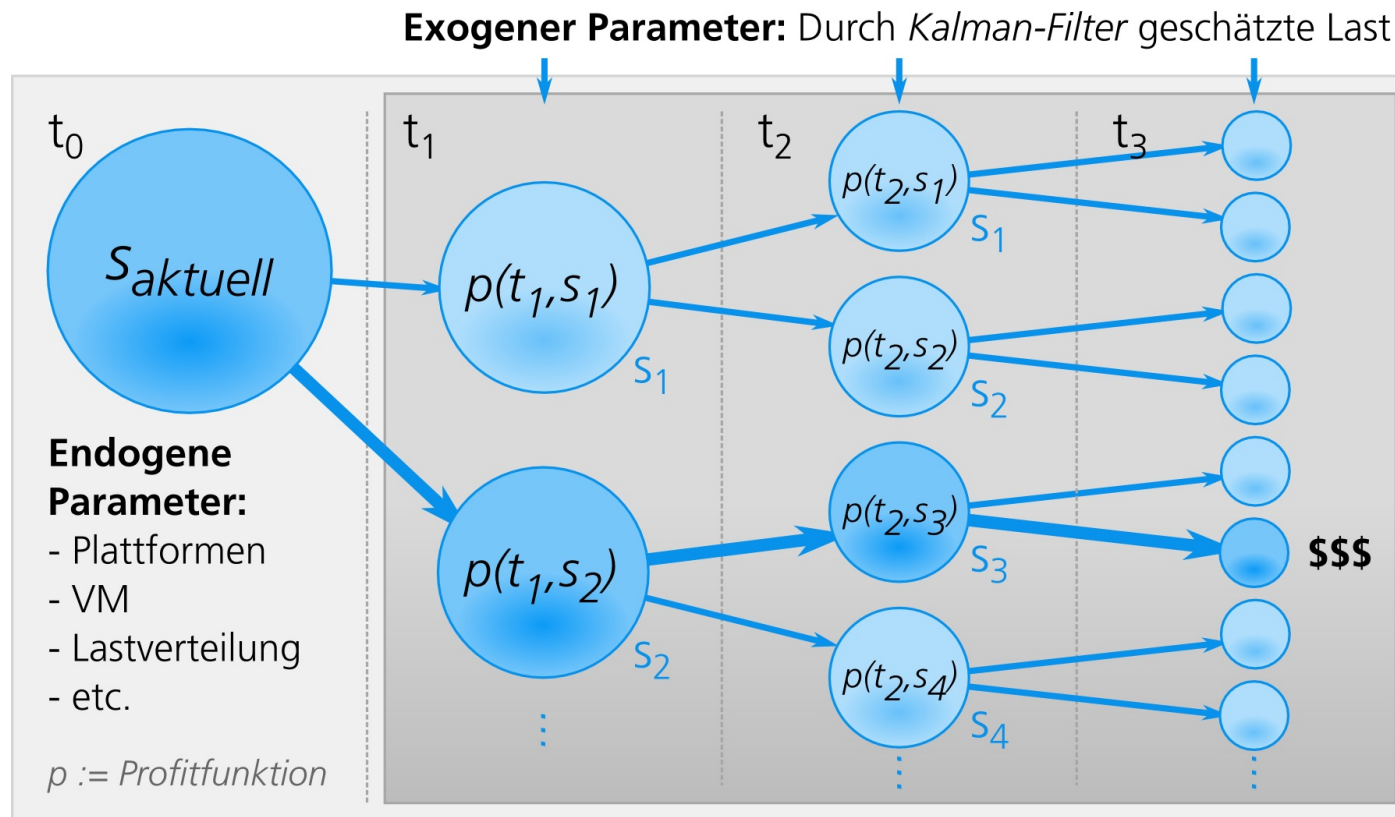 Exogener Parameter: Durch Kalman-Filter geschätzte Last
t0
t1
t2
t3
saktuell
p(t1,s1)
s1
p(t1,s2)
s2
p(t2,s1)
s1
p(t2,s2)
s2
p(t2,s3)
s3
p(t2,s4)
s4
$$$
Endogene
Parameter:
- Plattformen
- VM
- Lastverteilung
- etc.
p := Profitfunktion